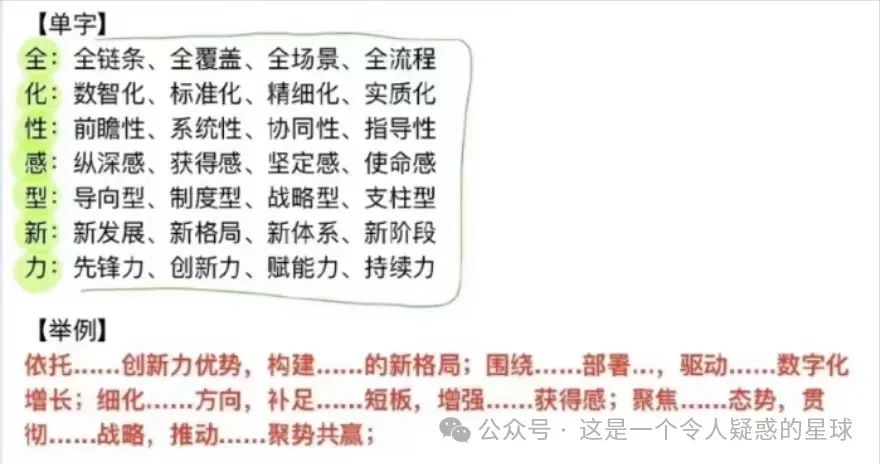 【单字】
全：全链条、全覆盖、全场景、全流程
化：数智化、标准化、精细化、实质化
性：前瞻性、系统性、协同性、指导性
感：纵深感、获得感、坚定感、使命感
型：导向型、制度型、战略型、支柱型
新：新发展、新格局、新体系、新阶段
力：先锋力、创新力、赋能力、持续力
【举例】
依托……创新力优势，构建……的新格局；围绕……部署…，驱动……数字化
增长；细化……方向，补足……短板，增强……获得感；聚焦……态势，贯
彻……战略，推动……聚势共赢；
公众号 · 这是一个令人疑惑的星球